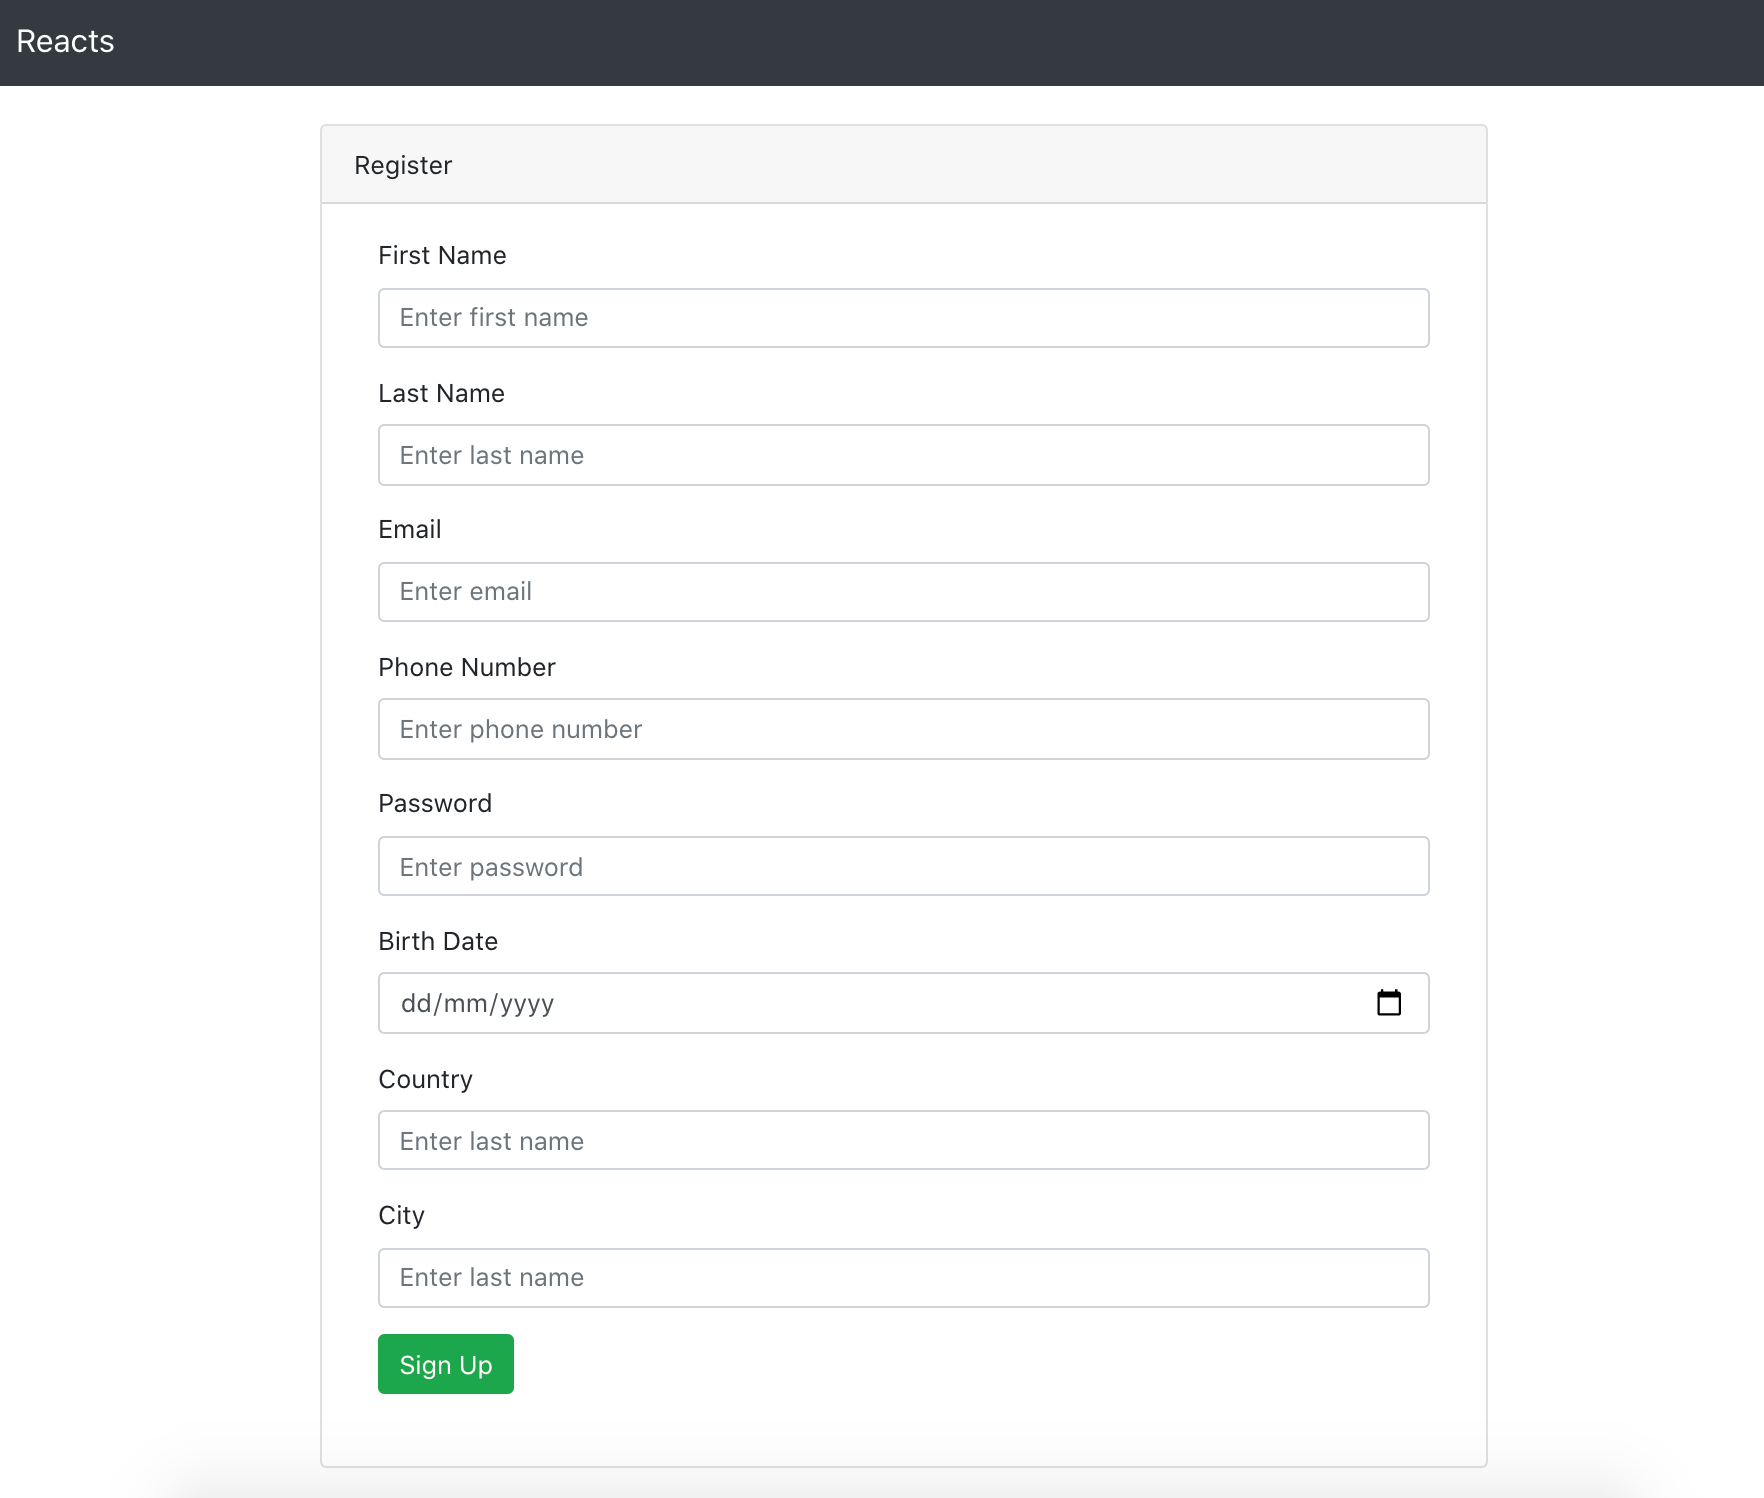 Reacts
Register
First Name
Enter first name
Last Name
Enter last name
Email
Enter email
Phone Number
Enter phone number
Password
Enter password
Birth Date
dd/mm/yyyy
Country
Enter last name
City
Enter last name
Sign Up